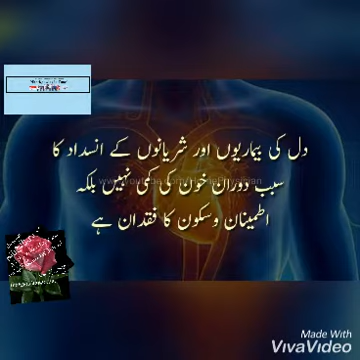 دل کی بیماریوں اور شریانوں کے انسداد کا
سبب دوران خون کی کمی نہیں بلکہ
اطمینان وسکون کا فقدان ہے
Made With
VivaVideo